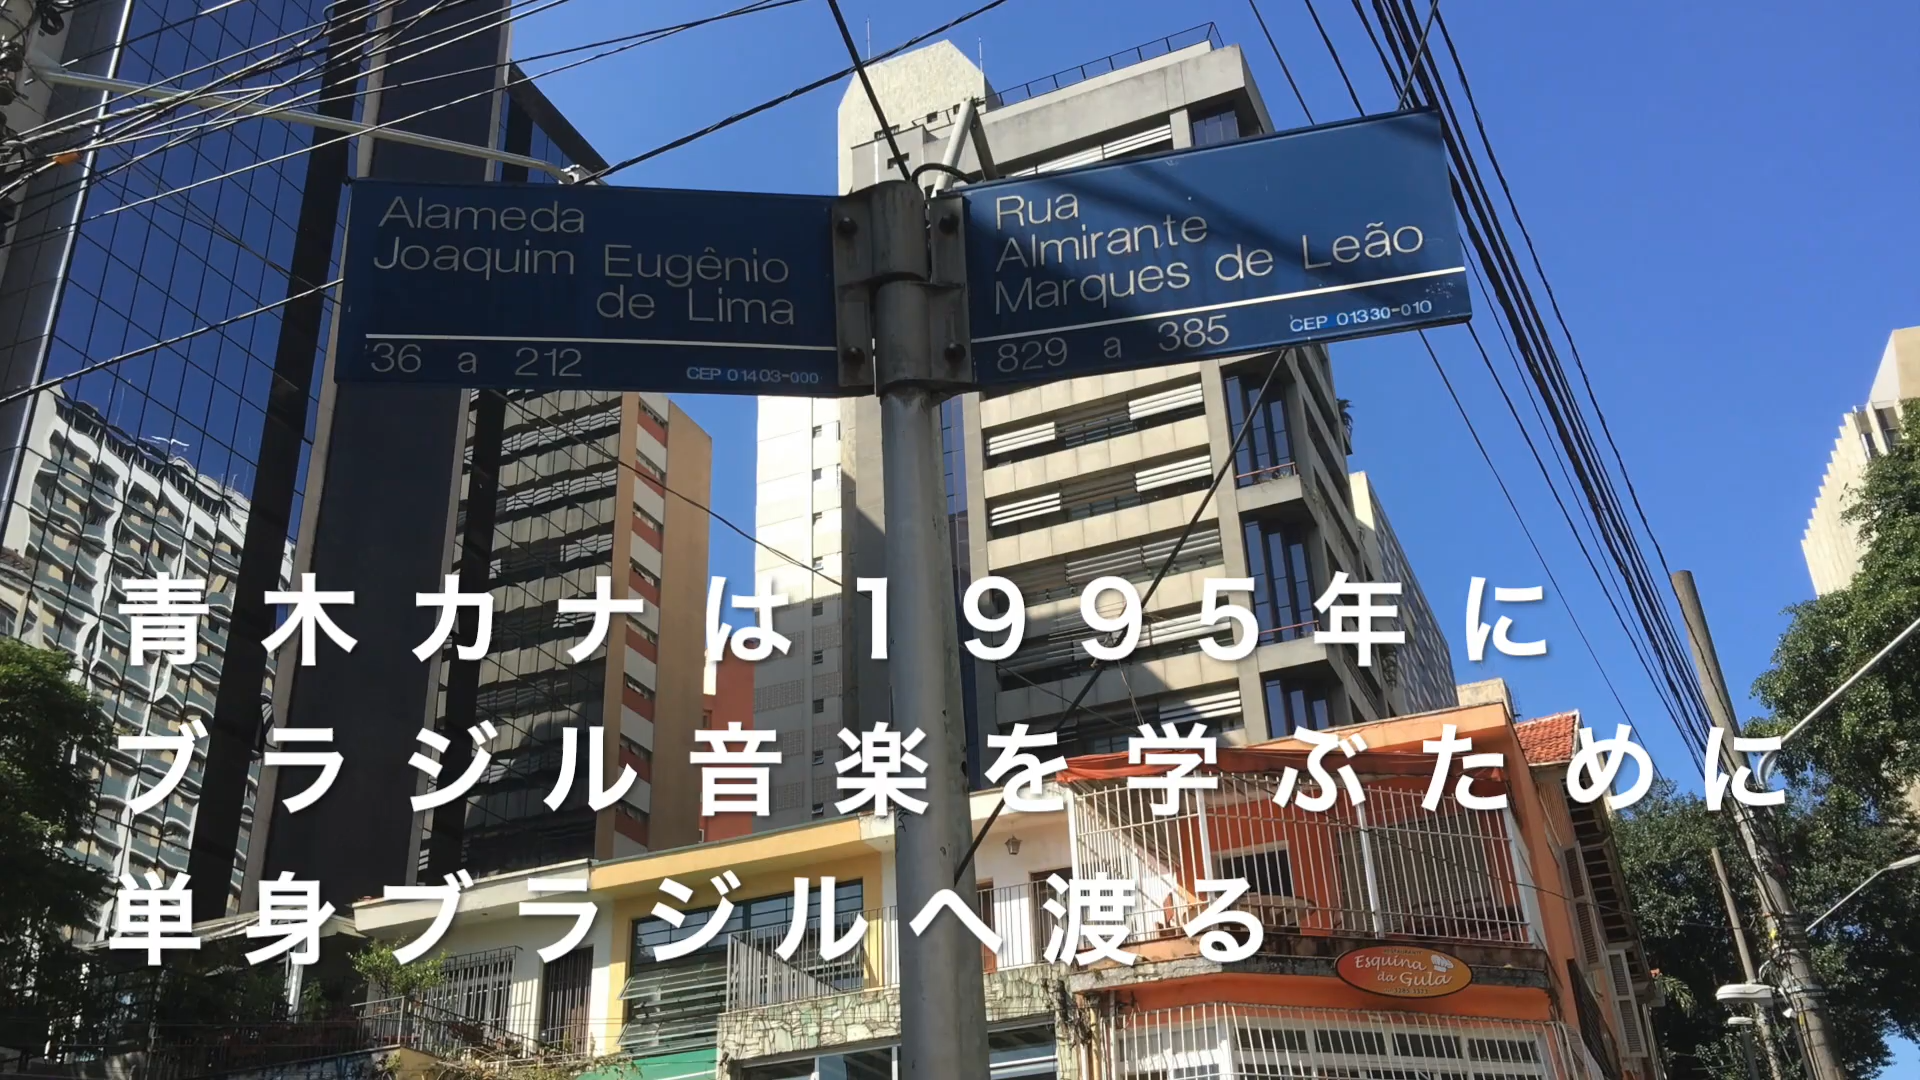 Alameda
Joaquim Eugênio
de Lima
36 a 212
CEP 01403-000
Rua
Almirante
Marques de Leão
829 a 385
CEP 01330-010
青木カナは1995年に
ブラジル音楽を学ぶために
単身ブラジルへ渡る
Esquina
da Gula